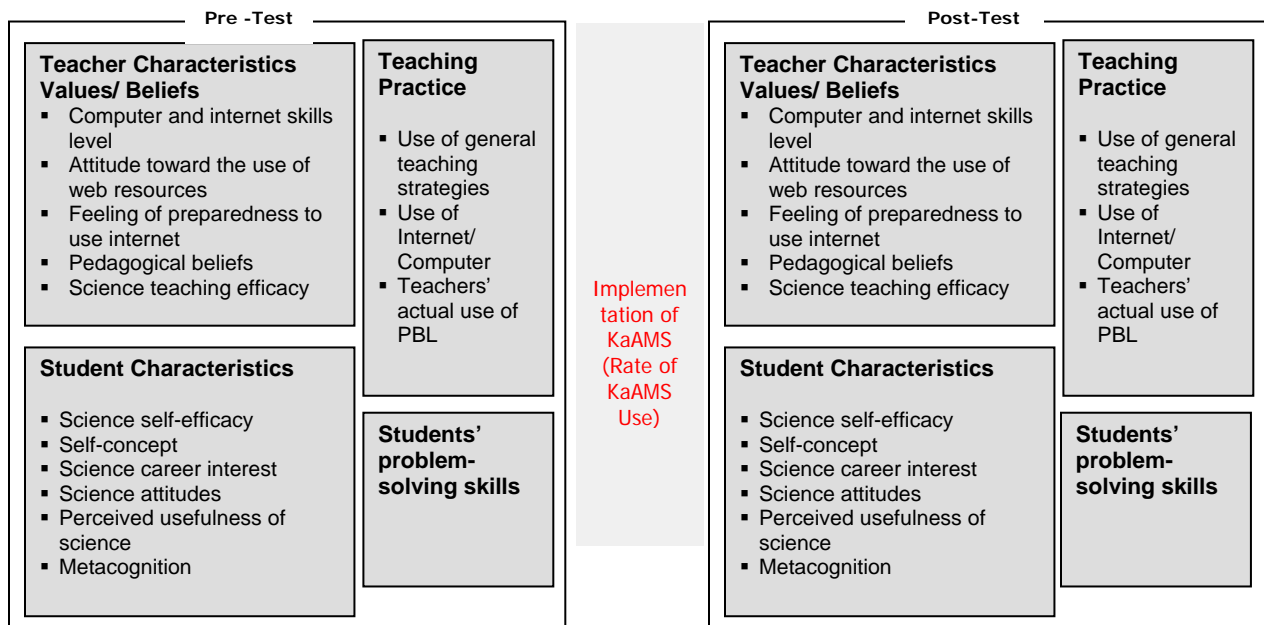 Pre -Test
Teacher Characteristics
Values/ Beliefs
▪ Computer and internet skills
level
▪ Attitude toward the use of
web resources
▪ Feeling of preparedness to
use internet
▪ Pedagogical beliefs
▪ Science teaching efficacy
Teaching
Practice
▪ Use of general
teaching
strategies
▪ Use of
Internet/
Computer
▪ Teachers’
actual use of
PBL
Student Characteristics
▪ Science self-efficacy
▪ Self-concept
▪ Science career interest
▪ Science attitudes
▪ Perceived usefulness of
science
▪ Metacognition
Students’
problem-
solving skills
Implemen
tation of
KaAMS
(Rate of
KaAMS
Use)
Post-Test
Teacher Characteristics
Values/ Beliefs
▪ Computer and internet skills
level
▪ Attitude toward the use of
web resources
▪ Feeling of preparedness to
use internet
▪ Pedagogical beliefs
▪ Science teaching efficacy
Teaching
Practice
▪ Use of general
teaching
strategies
▪ Use of
Internet/
Computer
▪ Teachers’
actual use of
PBL
Student Characteristics
▪ Science self-efficacy
▪ Self-concept
▪ Science career interest
▪ Science attitudes
▪ Perceived usefulness of
science
▪ Metacognition
Students’
problem-
solving skills